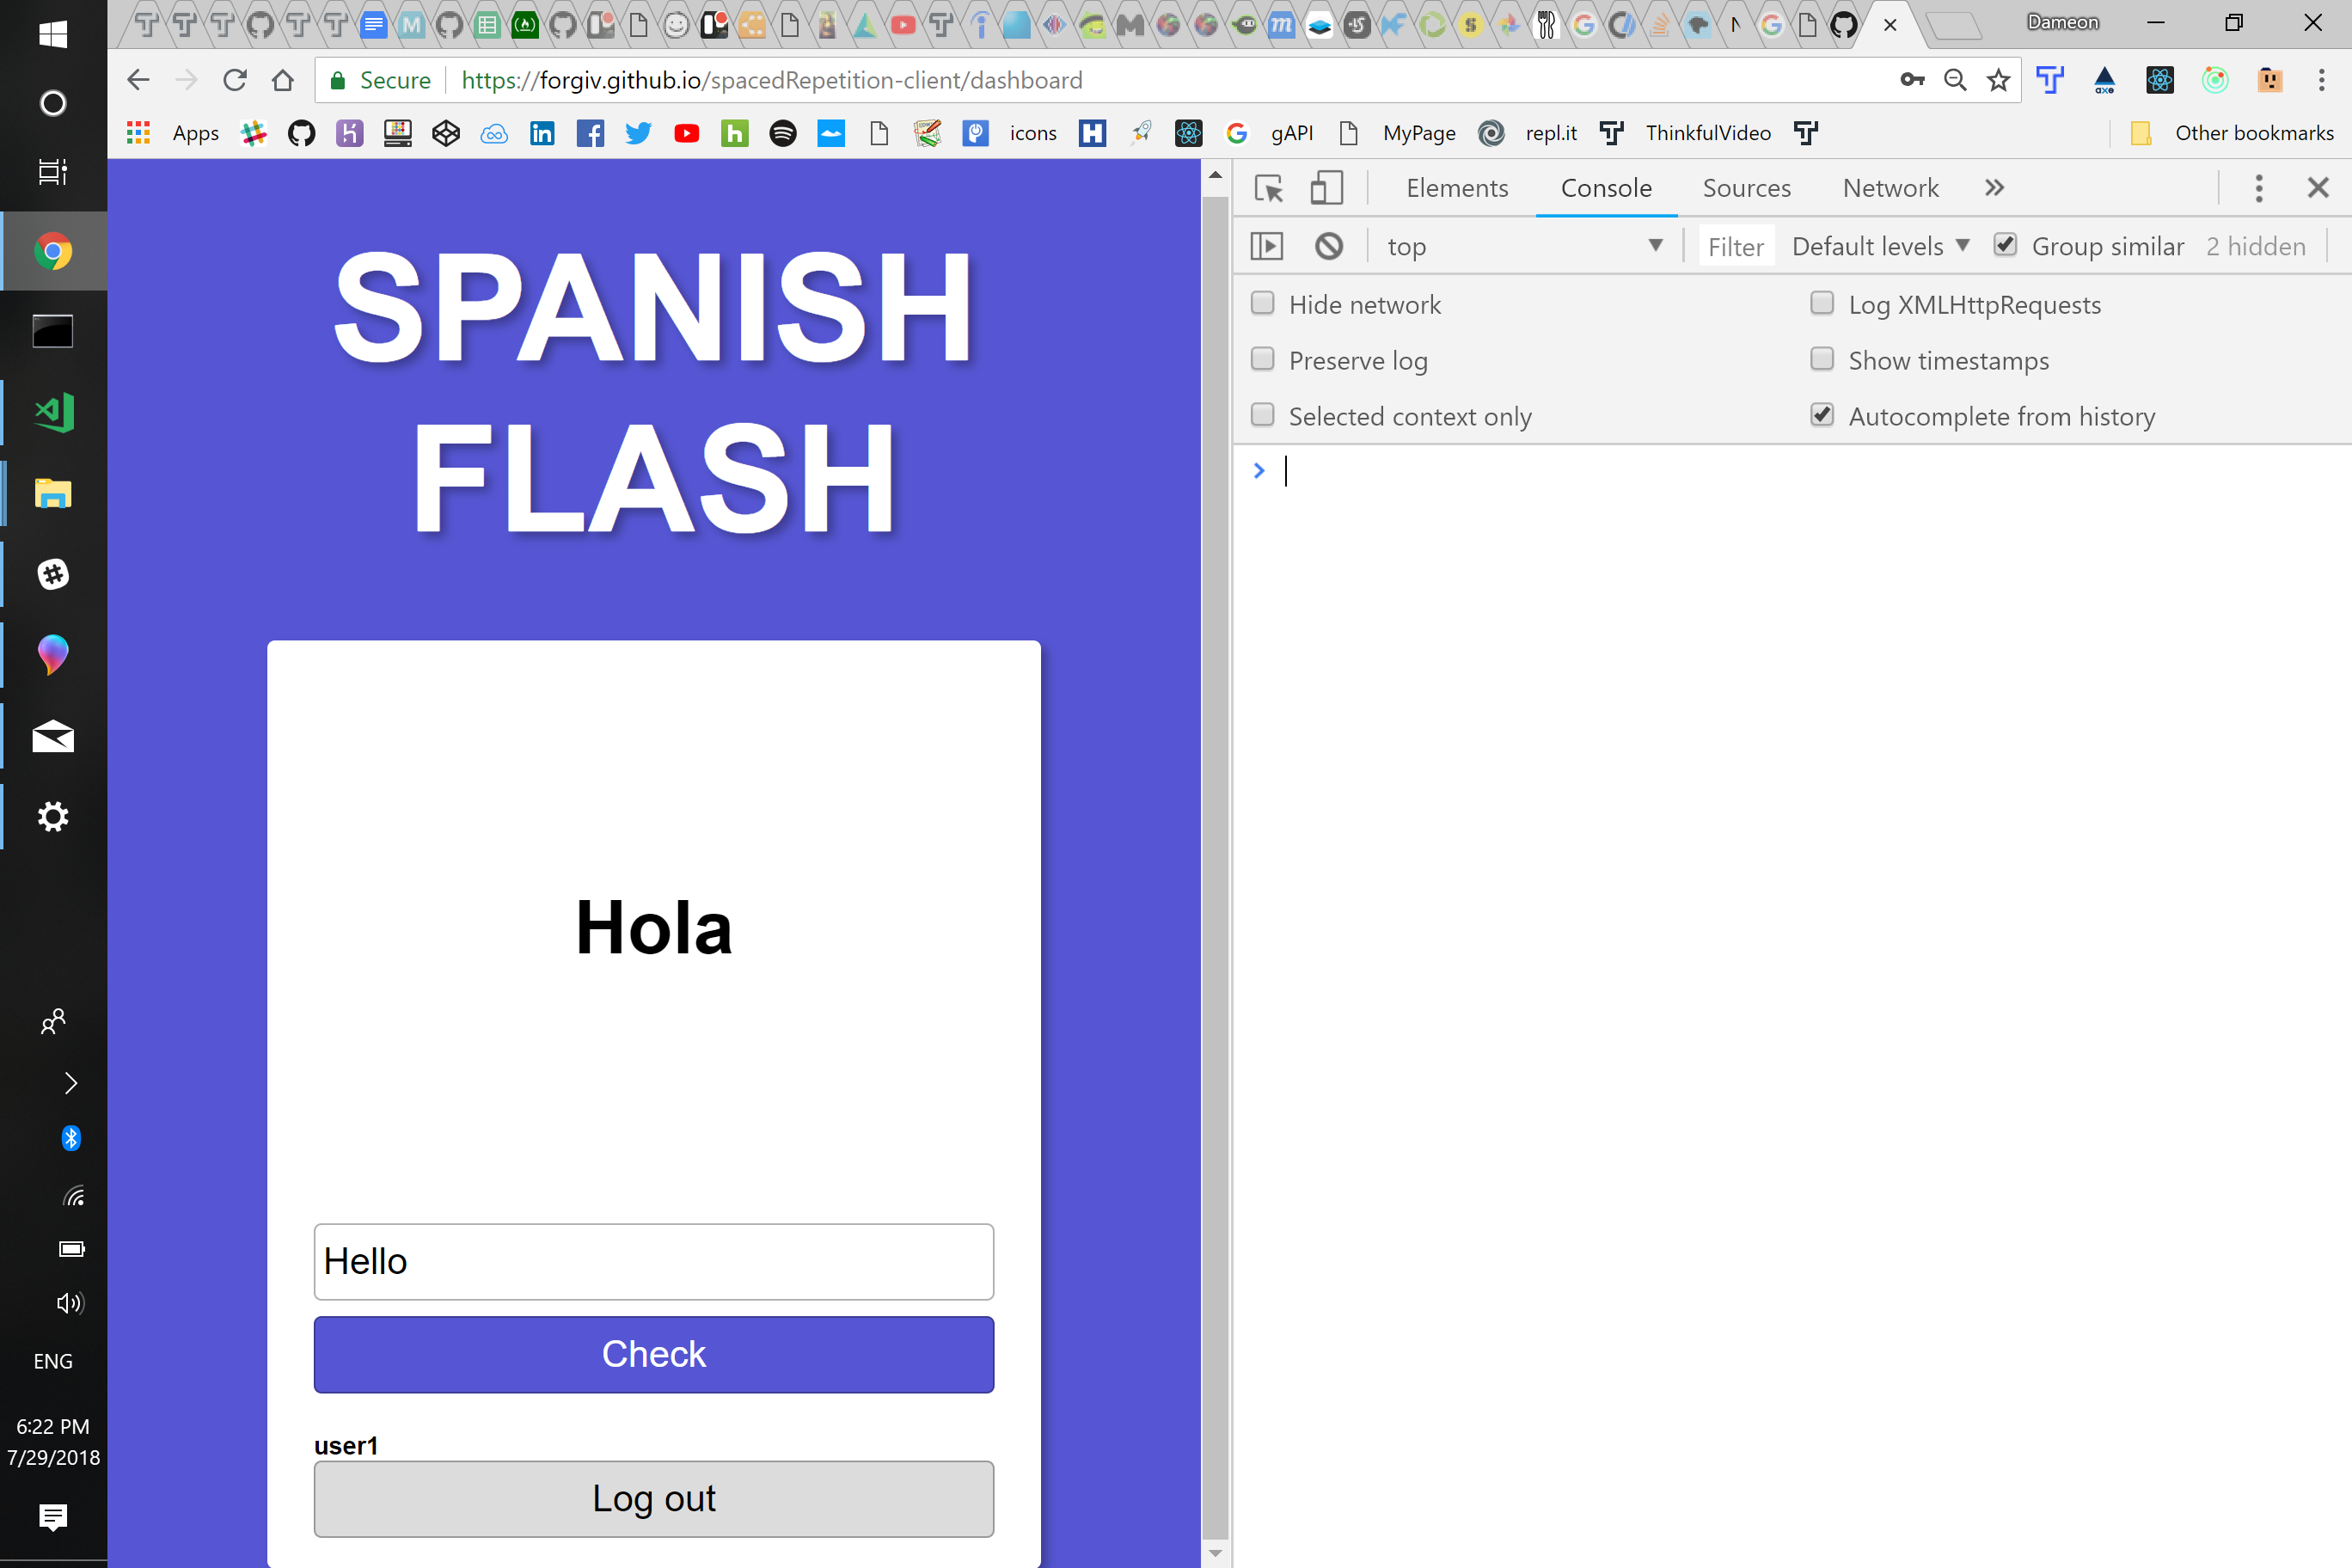 Dameon
Secure https://forgiv.github.io/spacedRepetition-client/dashboard
Apps icons gAPI MyPage repl.it ThinkfulVideo Other bookmarks
SPANISH
FLASH
Hola
Hello
Check
user1
Log out
Elements Console Sources Network
top Filter Default levels Group similar 2 hidden
Hide network Log XMLHttpRequests
Preserve log Show timestamps
Selected context only Autocomplete from history
ENG
6:22 PM
7/29/2018